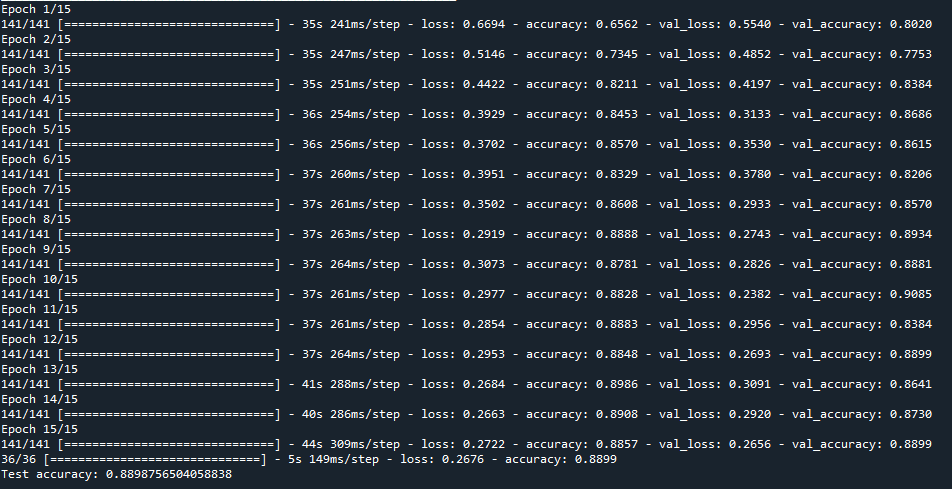 Epoch 1/15
141/141 [==============================] - 35s 241ms/step - loss: 0.6694 - accuracy: 0.6562 - val_loss: 0.5540 - val_accuracy: 0.8020
Epoch 2/15
141/141 [==============================] - 35s 247ms/step - loss: 0.5146 - accuracy: 0.7345 - val_loss: 0.4852 - val_accuracy: 0.7753
Epoch 3/15
141/141 [==============================] - 35s 251ms/step - loss: 0.4422 - accuracy: 0.8211 - val_loss: 0.4197 - val_accuracy: 0.8384
Epoch 4/15
141/141 [==============================] - 36s 254ms/step - loss: 0.3929 - accuracy: 0.8453 - val_loss: 0.3133 - val_accuracy: 0.8686
Epoch 5/15
141/141 [==============================] - 36s 256ms/step - loss: 0.3702 - accuracy: 0.8570 - val_loss: 0.3530 - val_accuracy: 0.8615
Epoch 6/15
141/141 [==============================] - 37s 260ms/step - loss: 0.3951 - accuracy: 0.8329 - val_loss: 0.3780 - val_accuracy: 0.8206
Epoch 7/15
141/141 [==============================] - 37s 261ms/step - loss: 0.3502 - accuracy: 0.8608 - val_loss: 0.2933 - val_accuracy: 0.8570
Epoch 8/15
141/141 [==============================] - 37s 263ms/step - loss: 0.2919 - accuracy: 0.8888 - val_loss: 0.2743 - val_accuracy: 0.8934
Epoch 9/15
141/141 [==============================] - 37s 264ms/step - loss: 0.3073 - accuracy: 0.8781 - val_loss: 0.2826 - val_accuracy: 0.8881
Epoch 10/15
141/141 [==============================] - 37s 261ms/step - loss: 0.2977 - accuracy: 0.8828 - val_loss: 0.2382 - val_accuracy: 0.9085
Epoch 11/15
141/141 [==============================] - 37s 261ms/step - loss: 0.2854 - accuracy: 0.8883 - val_loss: 0.2956 - val_accuracy: 0.8384
Epoch 12/15
141/141 [==============================] - 37s 264ms/step - loss: 0.2953 - accuracy: 0.8848 - val_loss: 0.2693 - val_accuracy: 0.8899
Epoch 13/15
141/141 [==============================] - 41s 288ms/step - loss: 0.2684 - accuracy: 0.8986 - val_loss: 0.3091 - val_accuracy: 0.8641
Epoch 14/15
141/141 [==============================] - 40s 286ms/step - loss: 0.2663 - accuracy: 0.8908 - val_loss: 0.2920 - val_accuracy: 0.8730
Epoch 15/15
141/141 [==============================] - 44s 309ms/step - loss: 0.2722 - accuracy: 0.8857 - val_loss: 0.2656 - val_accuracy: 0.8899
36/36 [==============================] - 5s 149ms/step - loss: 0.2676 - accuracy: 0.8899
Test accuracy: 0.8898756504058838